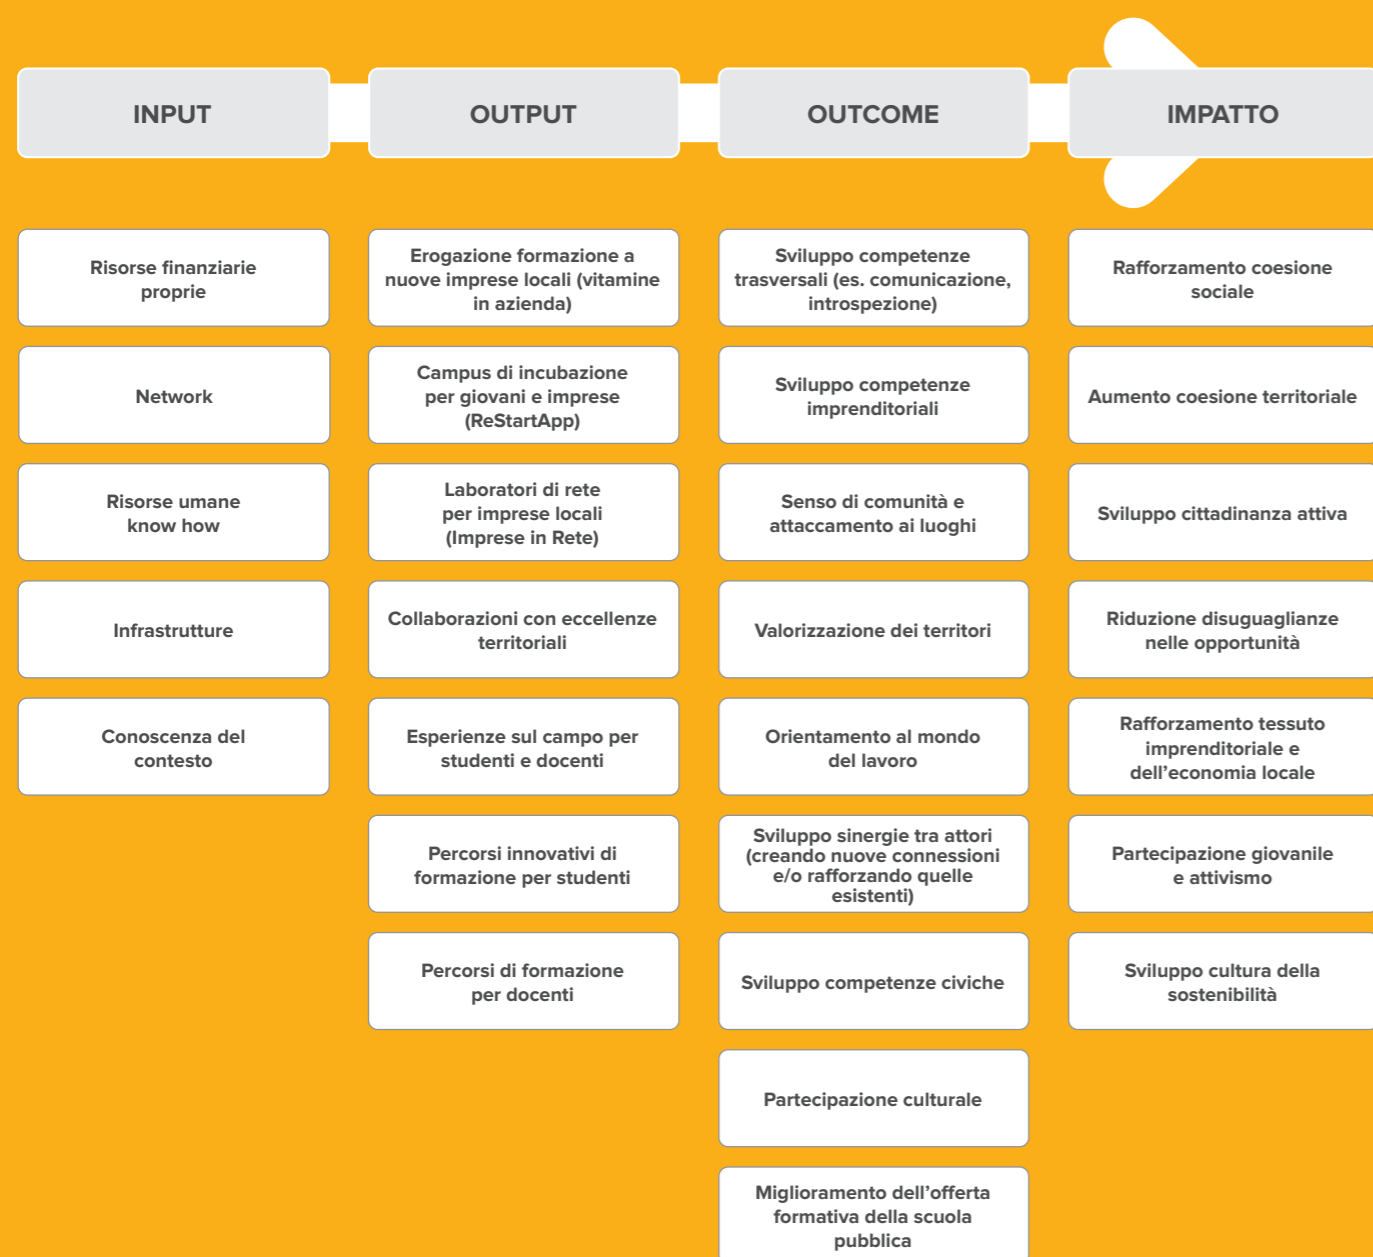 INPUT
OUTPUT
OUTCOME
IMPATTO
Risorse finanziarie
proprie
Network
Risorse umane
know how
Infrastrutture
Conoscenza del
contesto
Erogazione formazione a
nuove imprese locali (vitamine
in azienda)
Campus di incubazione
per giovani e imprese
(ReStartApp)
Laboratori di rete
per imprese locali
(Imprese in Rete)
Collaborazioni con eccellenze
territoriali
Esperienze sul campo per
studenti e docenti
Percorsi innovativi di
formazione per studenti
Percorsi di formazione
per docenti
Sviluppo competenze
trasversali (es. comunicazione,
introspezione)
Sviluppo competenze
imprenditoriali
Senso di comunità e
attaccamento ai luoghi
Valorizzazione dei territori
Orientamento al mondo
del lavoro
Sviluppo sinergie tra attori
(creando nuove connessioni
e/o rafforzando quelle
esistenti)
Sviluppo competenze civiche
Partecipazione culturale
Miglioramento dell’offerta
formativa della scuola
pubblica
Rafforzamento coesione
sociale
Aumento coesione territoriale
Sviluppo cittadinanza attiva
Riduzione disuguaglianze
nelle opportunità
Rafforzamento tessuto
imprenditoriale e
dell’economia locale
Partecipazione giovanile
e attivismo
Sviluppo cultura della
sostenibilità